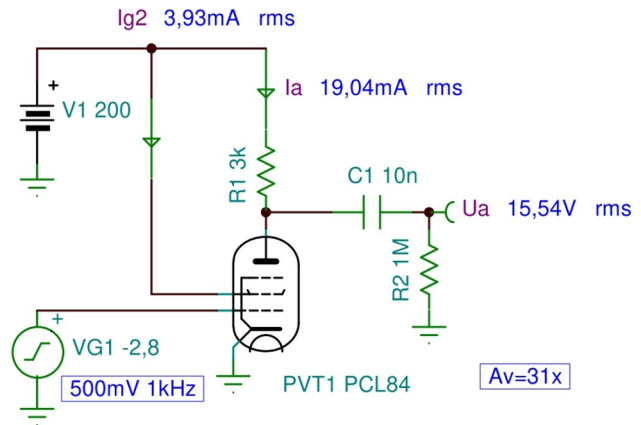 Ig2 3,93mA rms
Ia 19,04mA rms
V1 200
R1 3k
C1 10n
Ua 15,54V rms
R2 1M
VG1 -2,8
500mV 1kHz
PVT1 PCL84
Av=31x